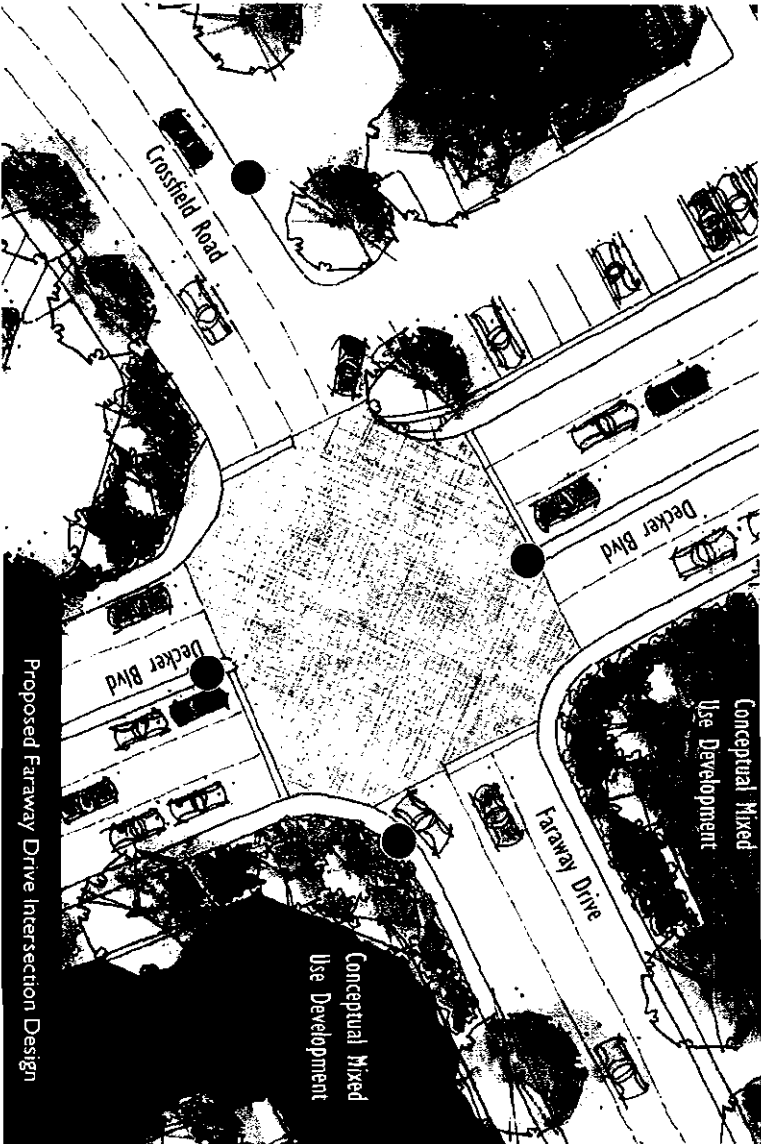 Crossfield Road
Decker Blvd
Conceptual Mixed
Use Development
Faraway Drive
Decker Blvd
Conceptual Mixed
Use Development
Proposed Faraway Drive Intersection Design